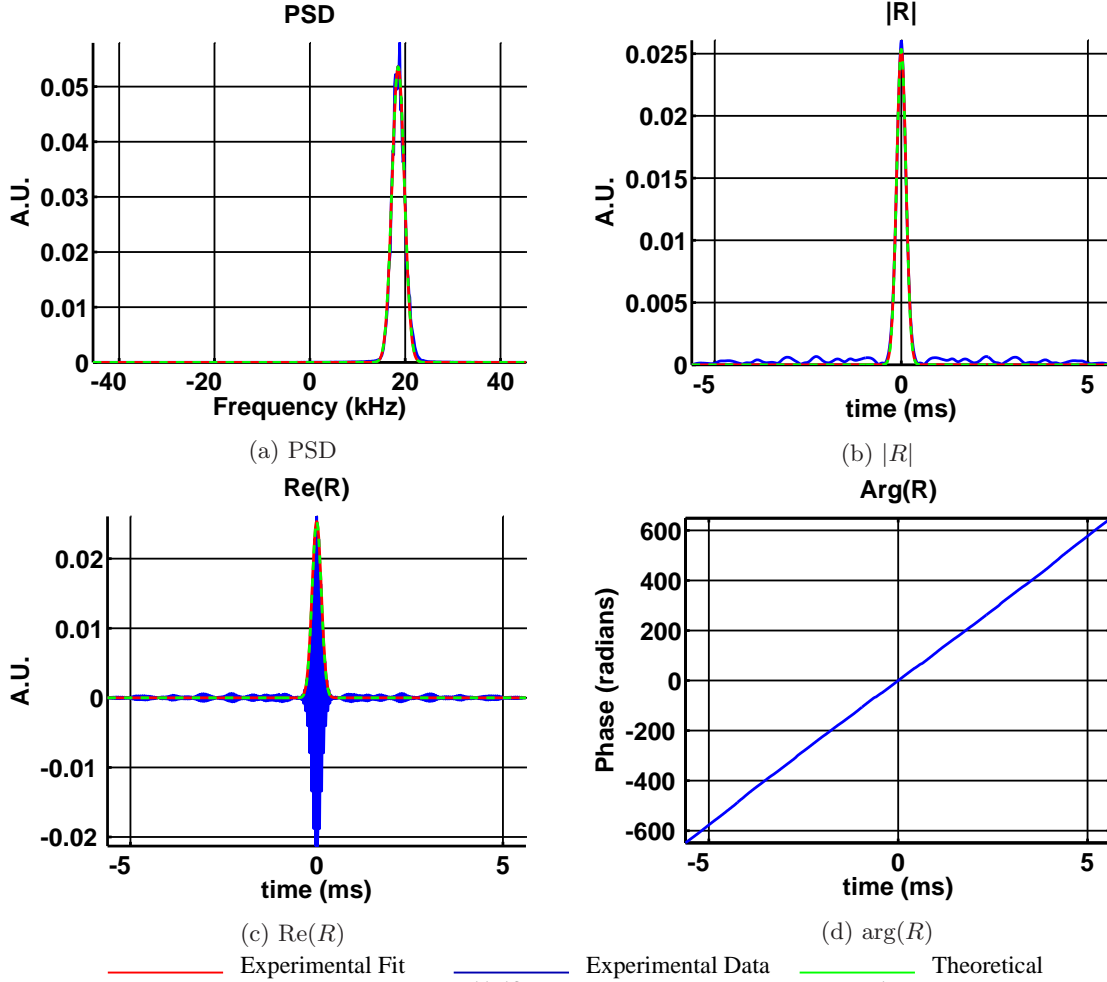 PSD
0.05
0.04
0.03
0.02
0.01
0
A.U.
-40 -20 0 20 40
Frequency (kHz)
(a) PSD
|R|
0.025
0.02
0.015
0.01
0.005
0
A.U.
-5 0 5
time (ms)
(b) |R|
Re(R)
0.02
0.01
0
-0.01
-0.02
A.U.
-5 0 5
time (ms)
(c) Re(R)
Arg(R)
600
400
200
0
-200
-400
-600
Phase (radians)
-5 0 5
time (ms)
(d) arg(R)
Experimental Fit Experimental Data Theoretical